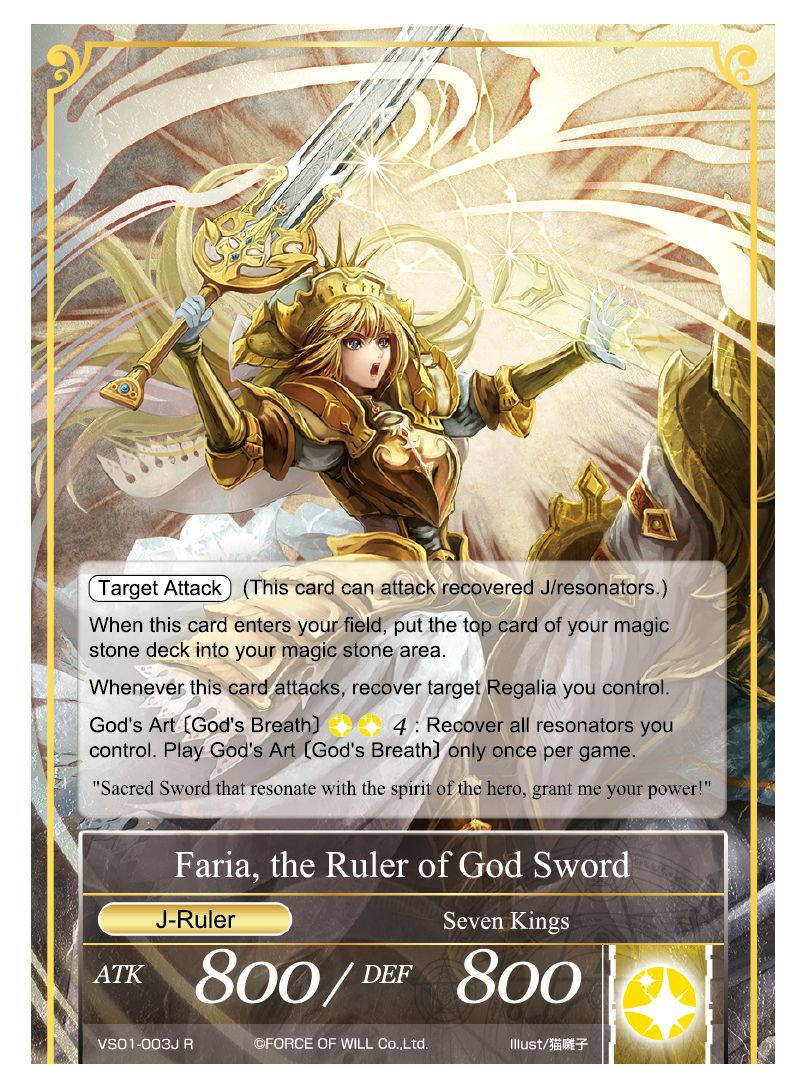 Target Attack (This card can attack recovered J/resonators.)
When this card enters your field, put the top card of your magic
stone deck into your magic stone area.
Whenever this card attacks, recover target Regalia you control.
God's Art〔God's Breath〕 4 : Recover all resonators you
control. Play God's Art〔God's Breath〕only once per game.
"Sacred Sword that resonate with the spirit of the hero, grant me your power!"
Faria, the Ruler of God Sword
J-Ruler Seven Kings
ATK 800 / DEF 800
VS01-003J R ©FORCE OF WILL Co.,Ltd. Illust/猫囃子